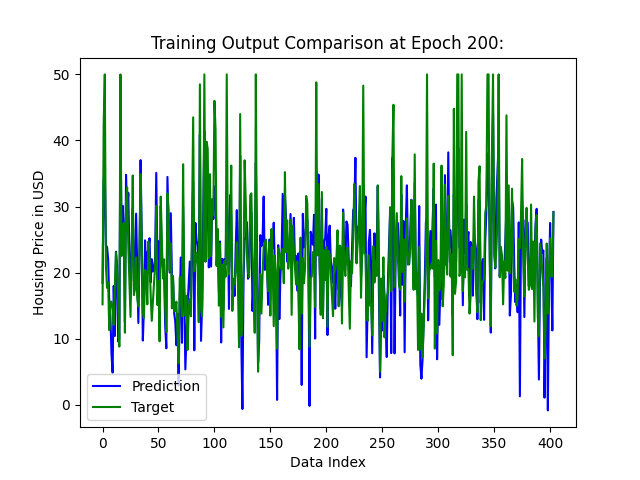 Training Output Comparison at Epoch 200:
50
40
30
20
10
0
Housing Price in USD
Prediction
Target
0 50 100 150 200 250 300 350 400
Data Index